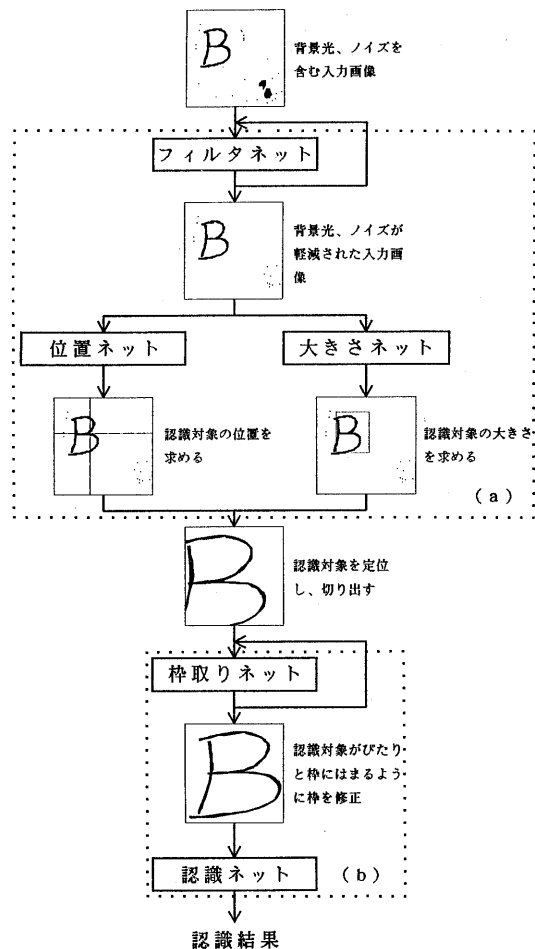 B
背景光、ノイズを
含む入力画像
フィルタネット
B
背景光、ノイズが
軽減された入力画
像
位置ネット
大きさネット
B
認識対象の位置を
求める
B
認識対象の大きさ
を求める
(a)
B
認識対象を定位
し、切り出す
枠取りネット
B
認識対象がぴたり
と枠にはまるよう
に枠を修正
認識ネット
(b)
認識結果